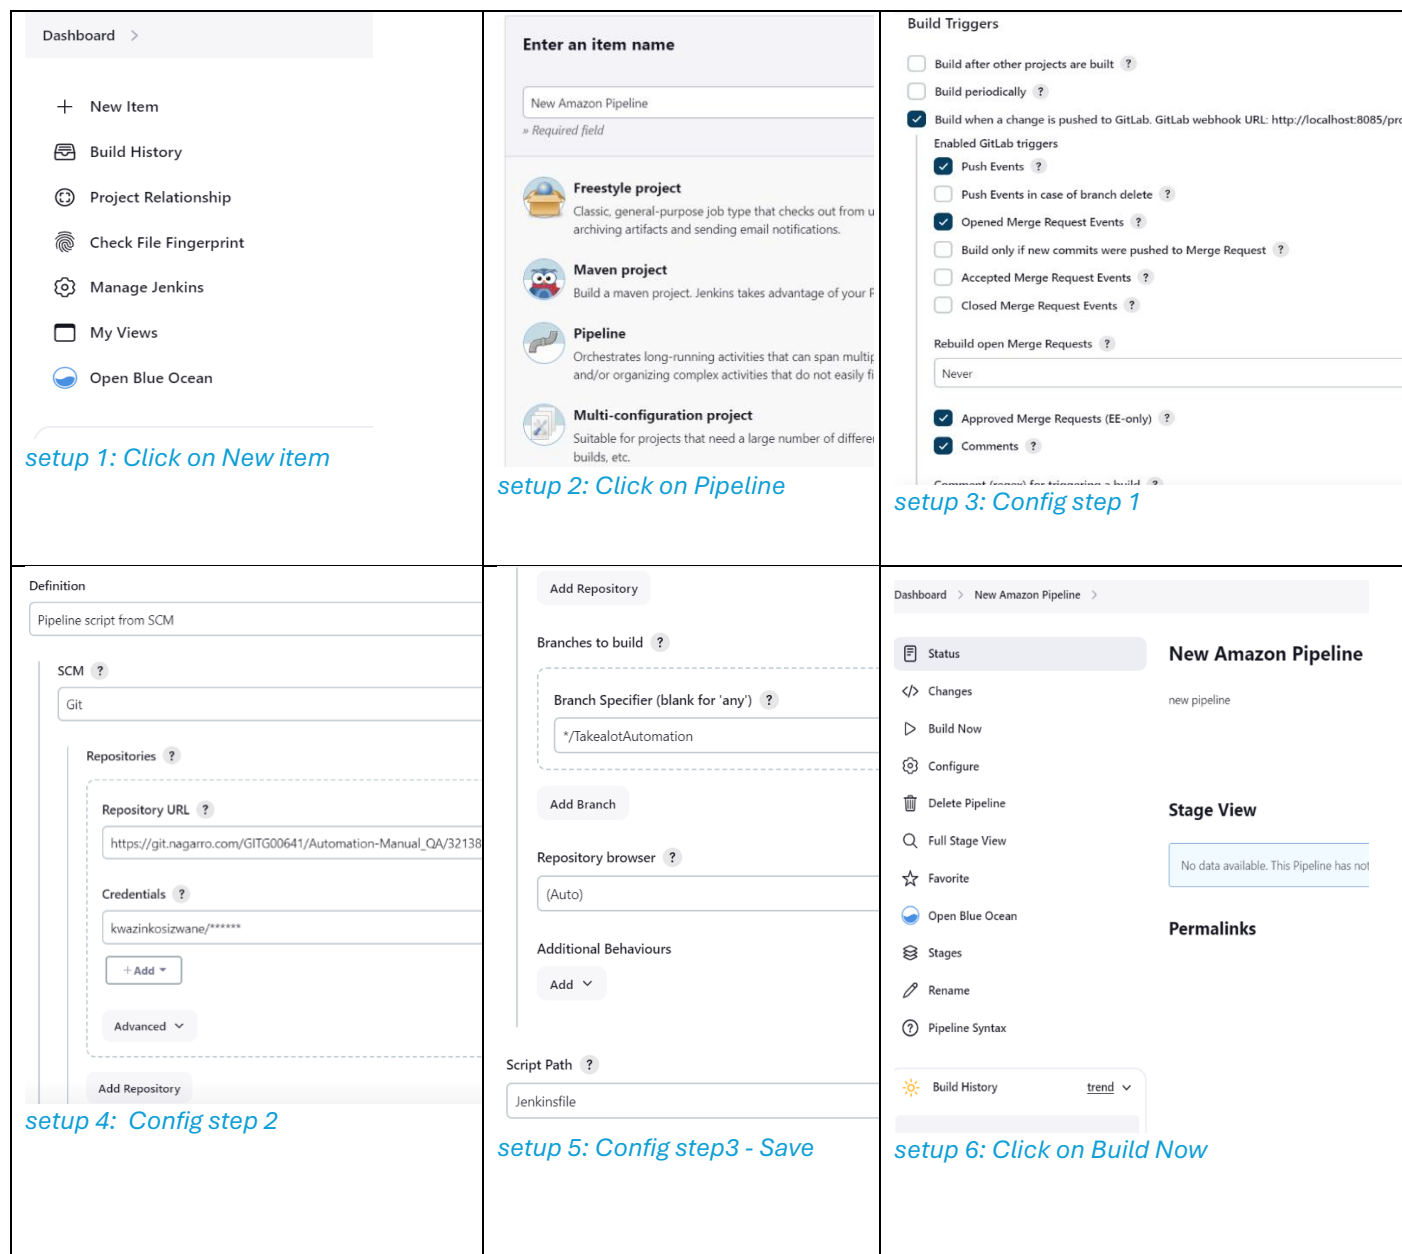 Dashboard >
New Item
Build History
Project Relationship
Check File Fingerprint
Manage Jenkins
My Views
Open Blue Ocean
setup 1: Click on New item
Enter an item name
New Amazon Pipeline
» Required field
Freestyle project
Classic, general-purpose job type that checks out from u
archiving artifacts and sending email notifications.
Maven project
Build a maven project. Jenkins takes advantage of your P
Pipeline
Orchestrates long-running activities that can span multip
and/or organizing complex activities that do not easily fi
Multi-configuration project
Suitable for projects that need a large number of differen
builds, etc.
setup 2: Click on Pipeline
Build Triggers
Build after other projects are built ?
Build periodically ?
Build when a change is pushed to GitLab. GitLab webhook URL: http://localhost:8085/pro
Enabled GitLab triggers
Push Events ?
Push Events in case of branch delete ?
Opened Merge Request Events ?
Build only if new commits were pushed to Merge Request ?
Accepted Merge Request Events ?
Closed Merge Request Events ?
Rebuild open Merge Requests ?
Never
Approved Merge Requests (EE-only) ?
Comments ?
Comment (regex) for triggering a build ?
setup 3: Config step 1
Definition
Pipeline script from SCM
SCM ?
Git
Repositories ?
Repository URL ?
https://git.nagarro.com/GITG00641/Automation-Manual_QA/32138
Credentials ?
kwazinkosizwane/******
+ Add
Advanced
Add Repository
setup 4: Config step 2
Add Repository
Branches to build ?
Branch Specifier (blank for 'any') ?
*/TakealotAutomation
Add Branch
Repository browser ?
(Auto)
Additional Behaviours
Add
Script Path ?
Jenkinsfile
setup 5: Config step3 - Save
Dashboard > New Amazon Pipeline >
Status
Changes
Build Now
Configure
Delete Pipeline
Full Stage View
Favorite
Open Blue Ocean
Stages
Rename
Pipeline Syntax
Build History trend
New Amazon Pipeline
new pipeline
Stage View
No data available. This Pipeline has not
Permalinks
setup 6: Click on Build Now